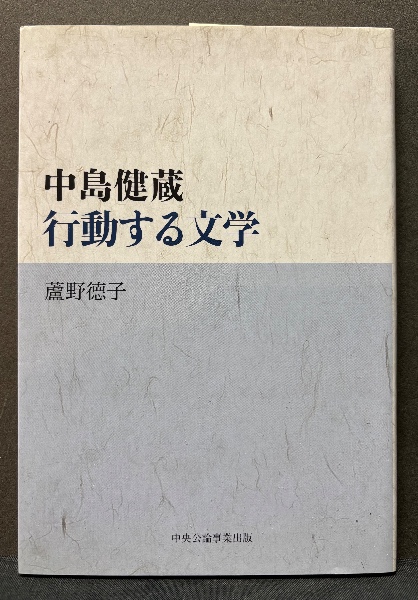 中島健蔵
行動する文学
蘆野徳子
中央公論事業出版